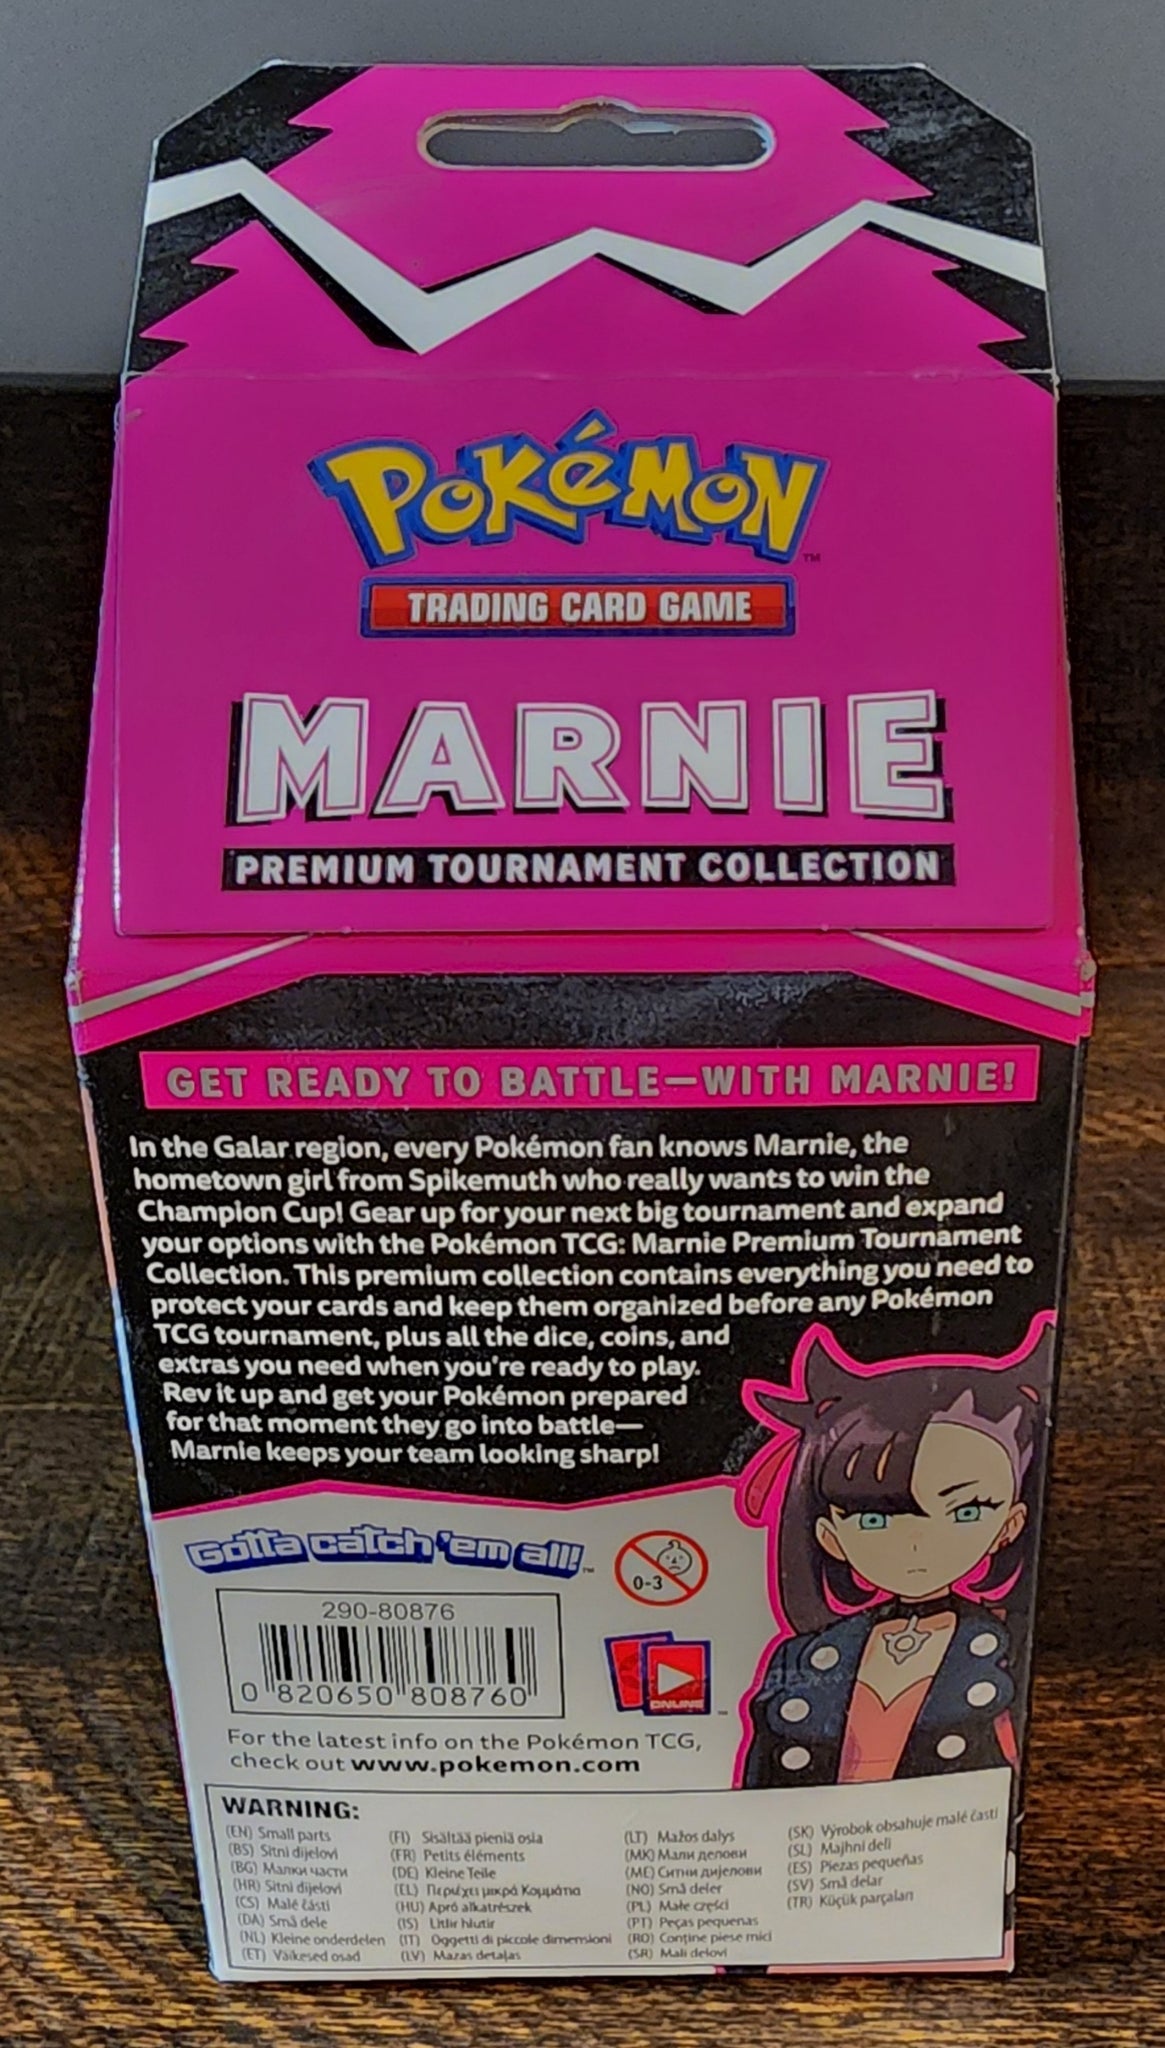 POKéMON™
TRADING CARD GAME
MARNIE
PREMIUM TOURNAMENT COLLECTION
GET READY TO BATTLE—WITH MARNIE!
In the Galar region, every Pokémon fan knows Marnie, the
hometown girl from Spikemuth who really wants to win the
Champion Cup! Gear up for your next big tournament and expand
your options with the Pokémon TCG: Marnie Premium Tournament
Collection. This premium collection contains everything you need to
protect your cards and keep them organized before any Pokémon
TCG tournament, plus all the dice, coins, and
extras you need when you're ready to play.
Rev it up and get your Pokémon prepared
for that moment they go into battle—
Marnie keeps your team looking sharp!
Gotta catch 'em all!™
0-3
290-80876
0 820650 808760
ONLINE™
For the latest info on the Pokémon TCG,
check out www.pokemon.com
WARNING:
(EN) Small parts
(BS) Sitni dijelovi
(BG) Малки части
(HR) Sitni dijelovi
(CS) Malé části
(DA) Små dele
(NL) Kleine onderdelen
(ET) Väikesed osad
(FI) Sisältää pieniä osia
(FR) Petits éléments
(DE) Kleine Teile
(EL) Περιέχει μικρά Κομμάτια
(HU) Apró alkatrészek
(IS) Litlir hlutir
(IT) Oggetti di piccole dimensioni
(LV) Mazas detaļas
(LT) Mažos dalys
(MK) Мали делови
(ME) Ситни дијелови
(NO) Små deler
(PL) Małe części
(PT) Peças pequenas
(RO) Conține piese mici
(SR) Mali delovi
(SK) Výrobok obsahuje malé časti
(SL) Majhni deli
(ES) Piezas pequeñas
(SV) Små delar
(TR) Küçük parçaları